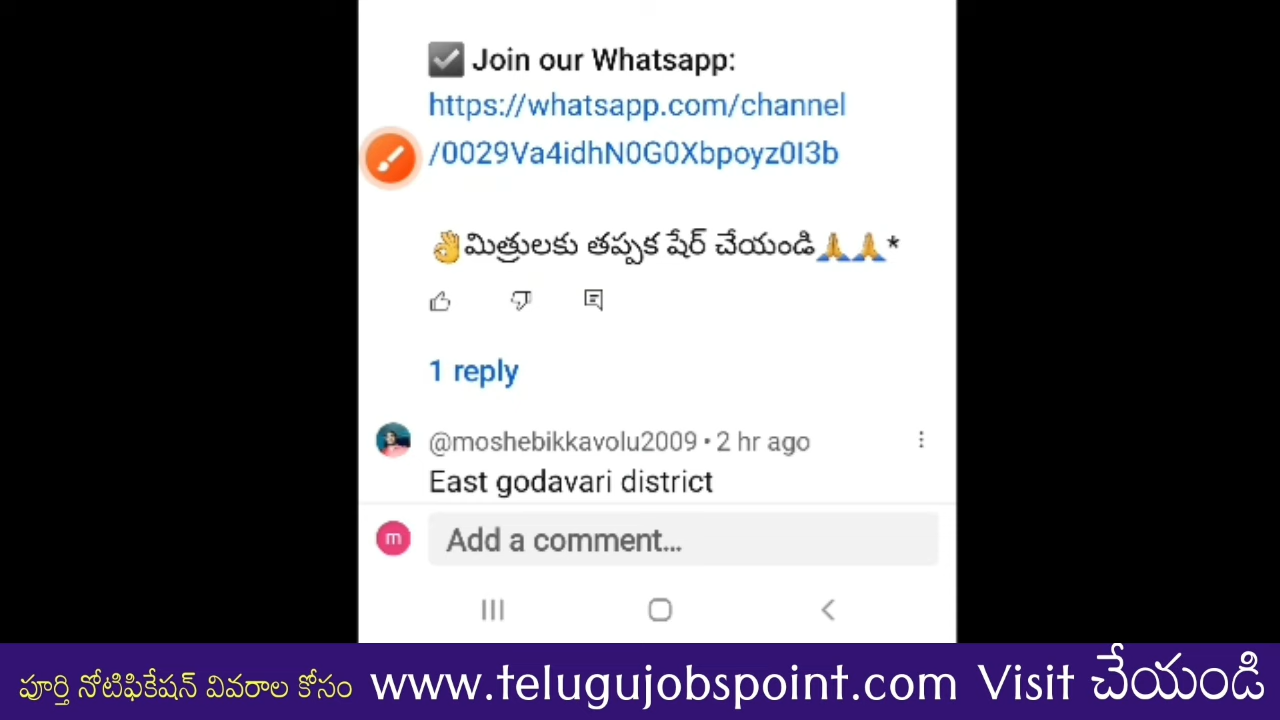 Join our Whatsapp:
https://whatsapp.com/channel
/0029Va4idhN0G0Xbpoyz0I3b
👌మిత్రులకు తప్పక షేర్ చేయండి🙏🙏*
1 reply
@moshebikkavolu2009 • 2 hr ago
East godavari district
m
Add a comment...
పూర్తి నోటిఫికేషన్ వివరాల కోసం www.telugujobspoint.com Visit చేయండి